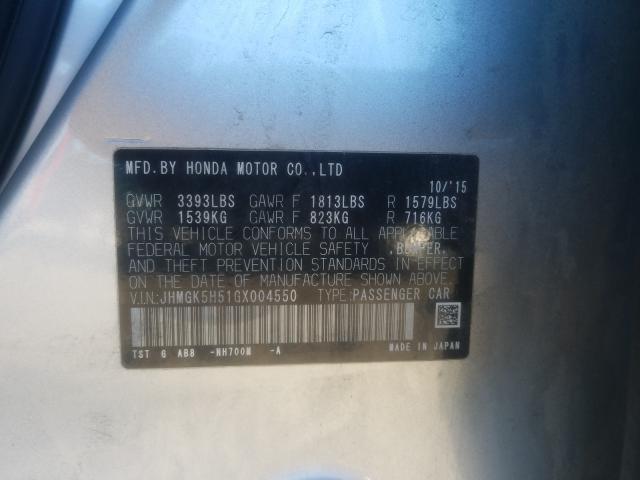 MFD.BY HONDA MOTOR CO.,LTD
10/'15
GVWR 3393LBS GAWR F 1813LBS R 1579LBS
GVWR 1539KG GAWR F 823KG R 716KG
THIS VEHICLE CONFORMS TO ALL APPLICABLE
FEDERAL MOTOR VEHICLE SAFETY ,BUMPER,
AND THEFT PREVENTION STANDARDS IN EFFECT
ON THE DATE OF MANUFACTURE SHOWN ABOVE.
V.I.N:JHMGK5H51GX004550 TYPE:PASSENGER CAR
TST G AB8 -NH700M -A MADE IN JAPAN